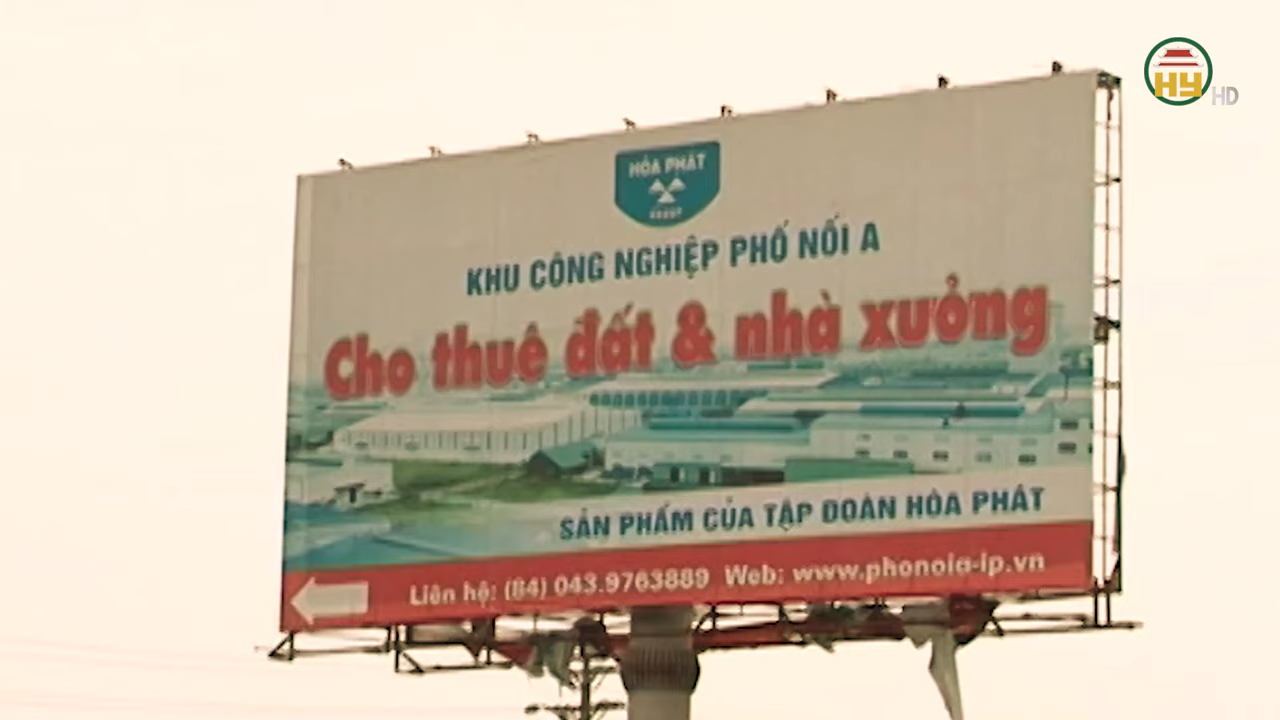 HY HD
HÒA PHÁT
GROUP
KHU CÔNG NGHIỆP PHỐ NỐI A
Cho thuê đất & nhà xưởng
SẢN PHẨM CỦA TẬP ĐOÀN HÒA PHÁT
Liên hệ: (84) 043.9763889 Web: www.phonoia-ip.vn